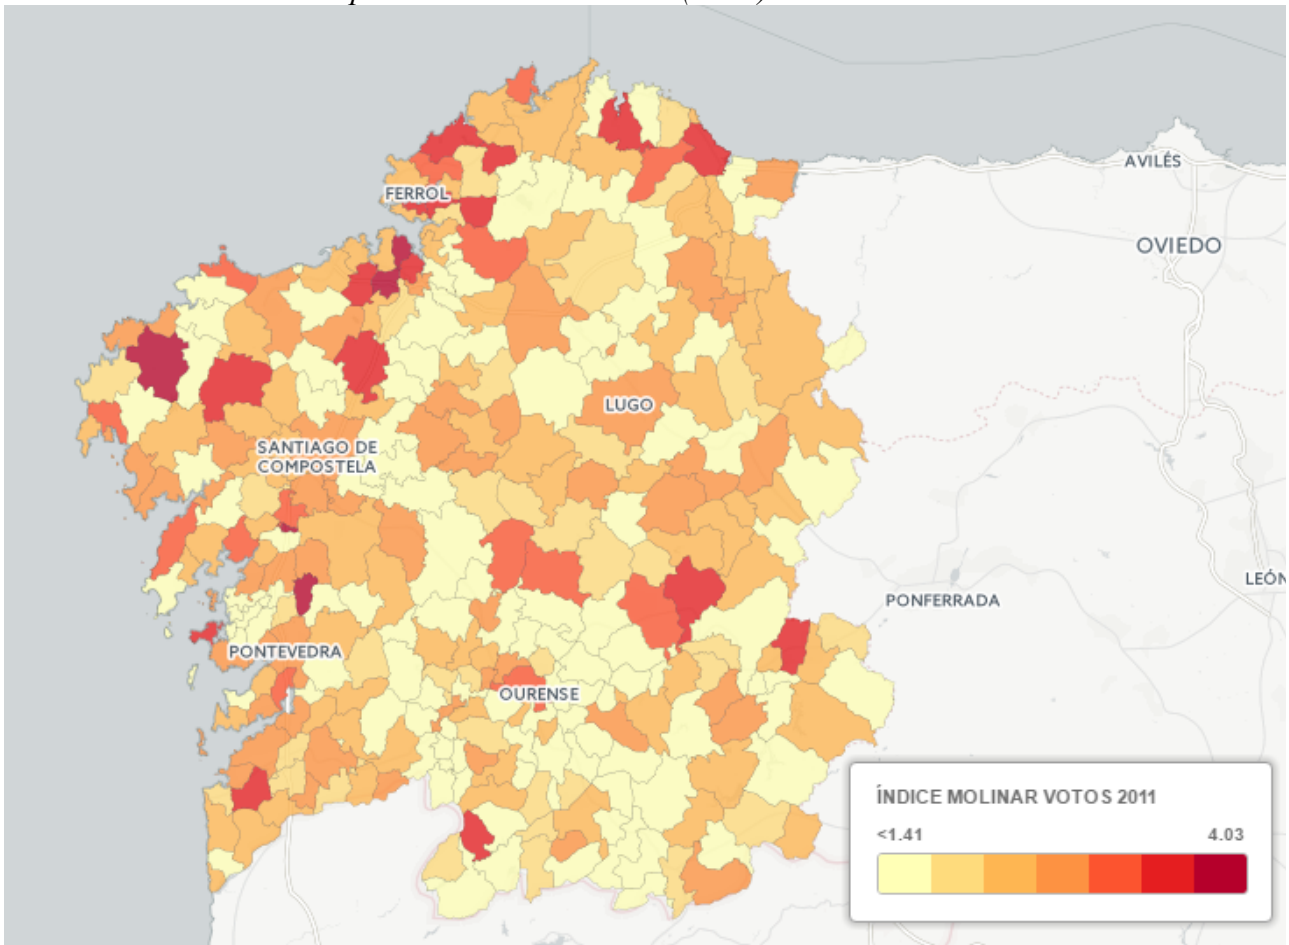 AVILÉS
FERROL
OVIEDO
LUGO
SANTIAGO DE
COMPOSTELA
LEÓN
PONFERRADA
PONTEVEDRA
OURENSE
ÍNDICE MOLINAR VOTOS 2011
<1.41 4.03